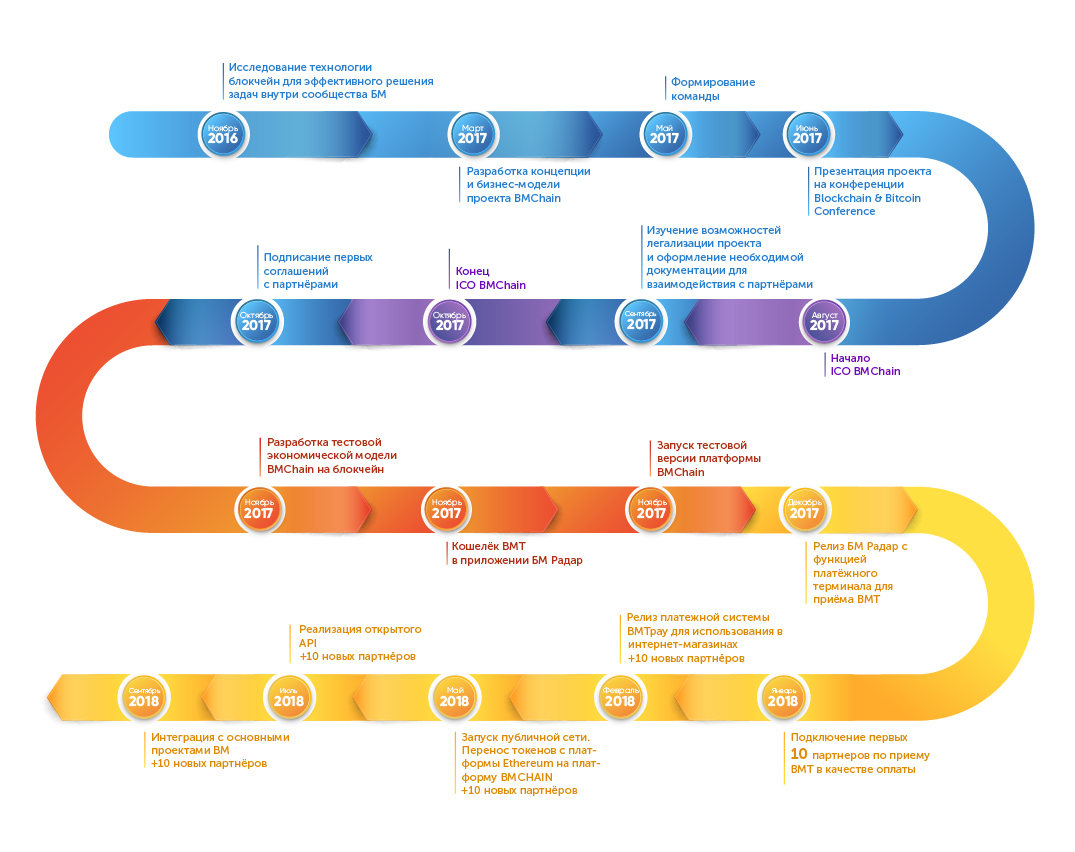 Исследование технологии
блокчейн для эффективного решения
задач внутри сообщества БМ
Ноябрь
2016
Март
2017
Разработка концепции
и бизнес-модели
проекта BMChain
Формирование
команды
Май
2017
Июнь
2017
Презентация проекта
на конференции
Blockchain & Bitcoin
Conference
Август
2017
Начало
ICO BMChain
Изучение возможностей
легализации проекта
и оформление необходимой
документации для
взаимодействия с партнёрами
Сентябрь
2017
Конец
ICO BMChain
Октябрь
2017
Подписание первых
соглашений
с партнёрами
Октябрь
2017
Разработка тестовой
экономической модели
BMChain на блокчейн
Ноябрь
2017
Ноябрь
2017
Кошелёк BMT
в приложении БМ Радар
Запуск тестовой
версии платформы
BMChain
Ноябрь
2017
Декабрь
2017
Релиз БМ Радар с
функцией
платёжного
терминала для
приёма BMT
Январь
2018
Подключение первых
10 партнеров по приему
BMT в качестве оплаты
Релиз платежной системы
BMTpay для использования в
интернет-магазинах
+10 новых партнёров
Февраль
2018
Май
2018
Запуск публичной сети.
Перенос токенов с плат-
формы Ethereum на плат-
форму BMCHAIN
+10 новых партнёров
Реализация открытого
API
+10 новых партнёров
Июль
2018
Сентябрь
2018
Интеграция с основными
проектами BM
+10 новых партнёров